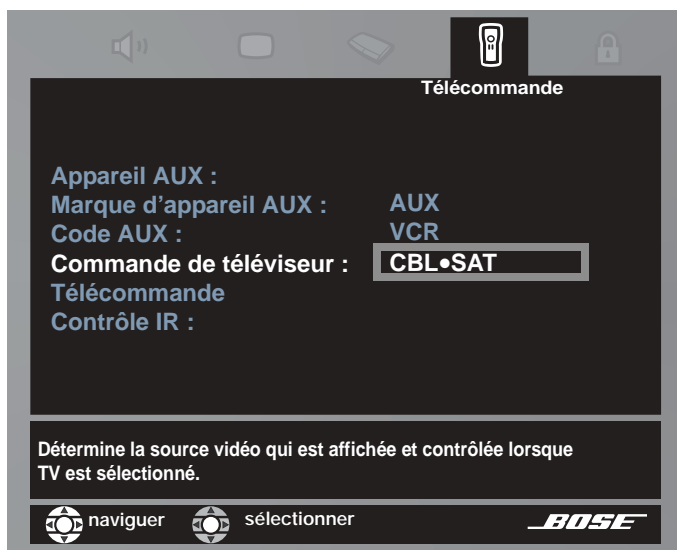 Télécommande
Appareil AUX :
Marque d'appareil AUX : AUX
Code AUX : VCR
Commande de téléviseur : CBL•SAT
Télécommande
Contrôle IR :
Détermine la source vidéo qui est affichée et contrôlée lorsque
TV est sélectionné.
naviguer sélectionner BOSE